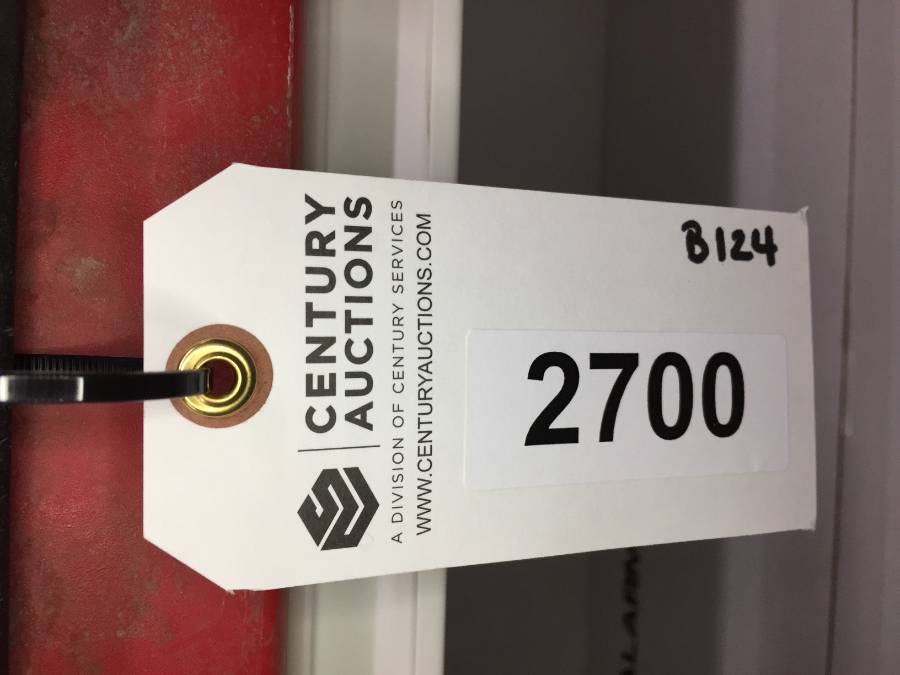 CENTURY
AUCTIONS
A DIVISION OF CENTURY SERVICES
WWW.CENTURYAUCTIONS.COM
2700
B124